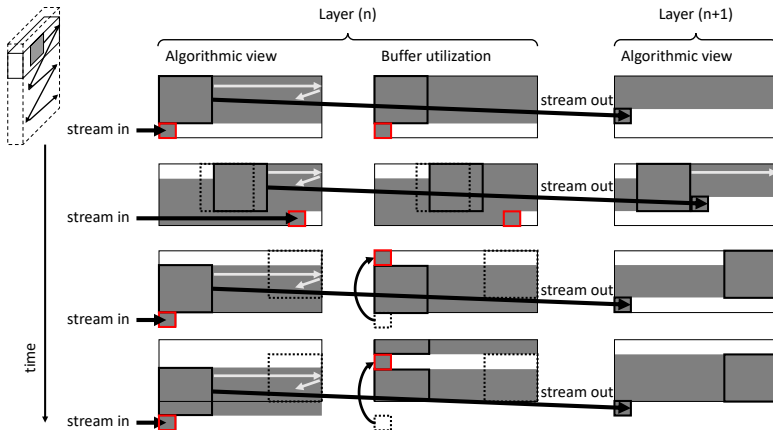 Layer (n)
Layer (n+1)
Algorithmic view
Buffer utilization
Algorithmic view
stream out
stream in
stream out
stream in
stream out
stream in
time
stream out
stream in